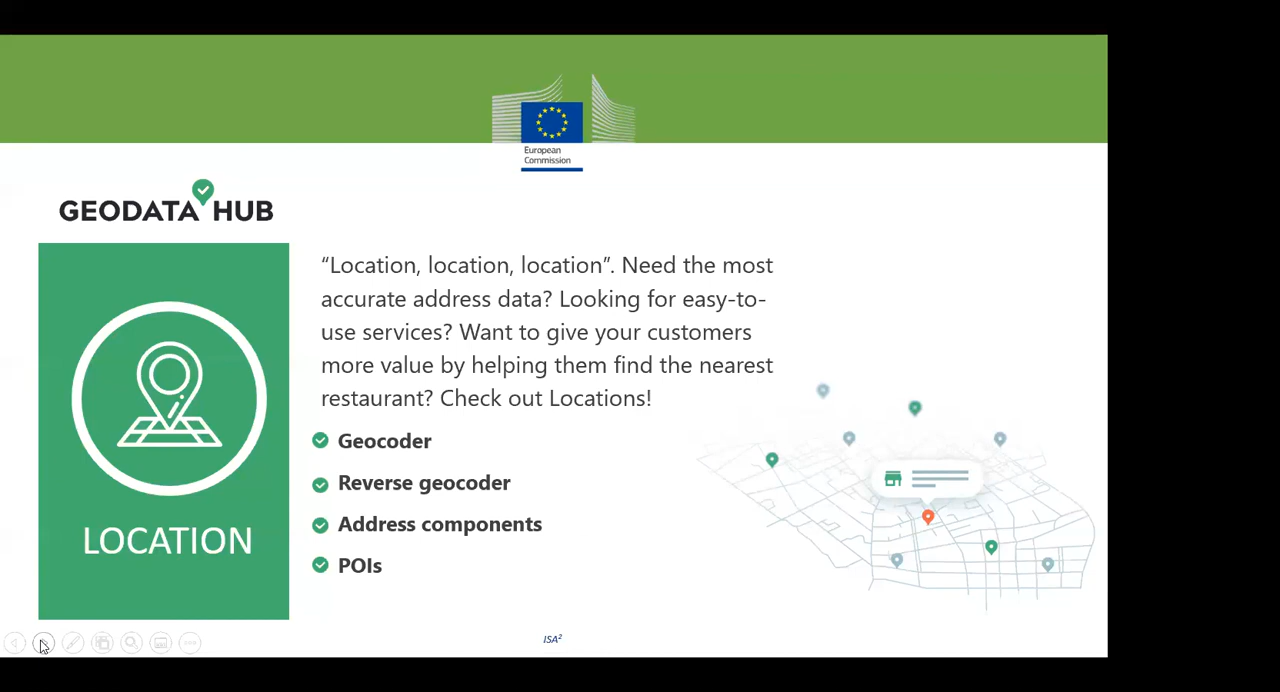 European
Commission
GEODATA HUB
“Location, location, location”. Need the most
accurate address data? Looking for easy-to-
use services? Want to give your customers
more value by helping them find the nearest
restaurant? Check out Locations!
Geocoder
Reverse geocoder
Address components
POIs
LOCATION
ISA²